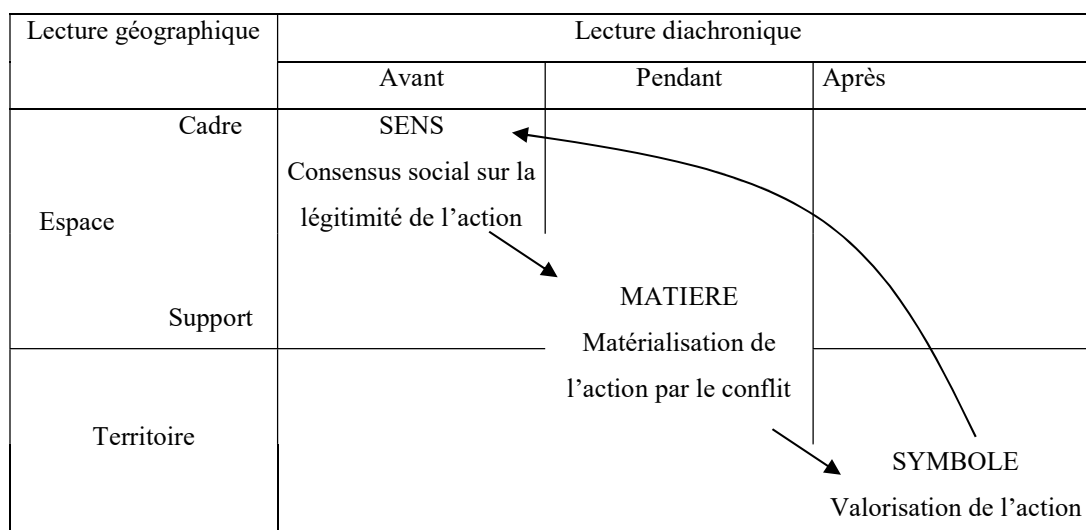 Lecture géographique
Lecture diachronique
Avant
Pendant
Après
Cadre
SENS
Consensus social sur la
légitimité de l’action
Espace
MATIERE
Support
Matérialisation de
l’action par le conflit
Territoire
SYMBOLE
Valorisation de l’action